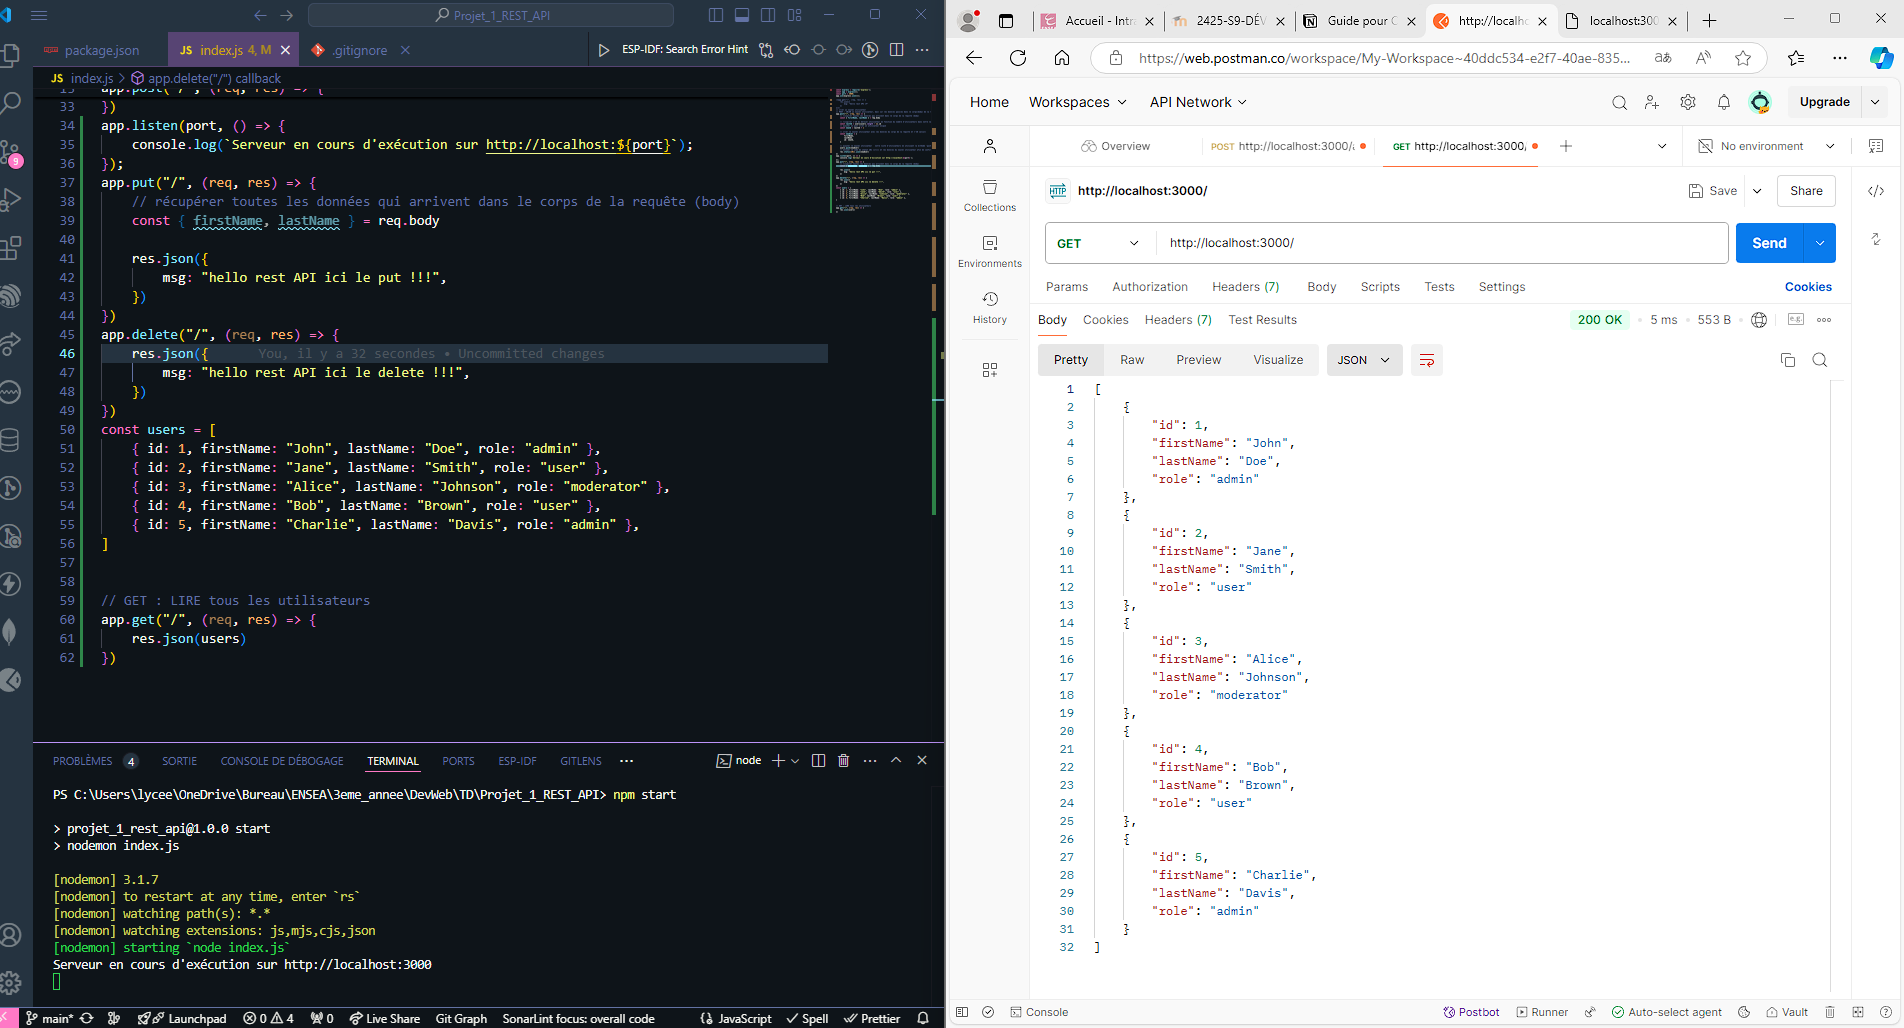 Projet_1_REST_API
package.json
JS index.js 4, M
.gitignore
ESP-IDF: Search Error Hint
JS index.js > app.delete("/") callback
app.post("/", (req, res) => {
33 })
34 app.listen(port, () => {
35 console.log(`Serveur en cours d'exécution sur http://localhost:${port}`);
36 });
37 app.put("/", (req, res) => {
38 // récupérer toutes les données qui arrivent dans le corps de la requête (body)
39 const { firstName, lastName } = req.body
40
41 res.json({
42 msg: "hello rest API ici le put !!!",
43 })
44 })
45 app.delete("/", (req, res) => {
46 res.json({ You, il y a 32 secondes • Uncommitted changes
47 msg: "hello rest API ici le delete !!!",
48 })
49 })
50 const users = [
51 { id: 1, firstName: "John", lastName: "Doe", role: "admin" },
52 { id: 2, firstName: "Jane", lastName: "Smith", role: "user" },
53 { id: 3, firstName: "Alice", lastName: "Johnson", role: "moderator" },
54 { id: 4, firstName: "Bob", lastName: "Brown", role: "user" },
55 { id: 5, firstName: "Charlie", lastName: "Davis", role: "admin" },
56 ]
57
58
59 // GET : LIRE tous les utilisateurs
60 app.get("/", (req, res) => {
61 res.json(users)
62 })
9
PROBLÈMES 4 SORTIE CONSOLE DE DÉBOGAGE TERMINAL PORTS ESP-IDF GITLENS ··· node
PS C:\Users\lycee\OneDrive\Bureau\ENSEA\3eme_annee\DevWeb\TD\Projet_1_REST_API> npm start
> projet_1_rest_api@1.0.0 start
> nodemon index.js
[nodemon] 3.1.7
[nodemon] to restart at any time, enter `rs`
[nodemon] watching path(s): *.*
[nodemon] watching extensions: js,mjs,cjs,json
[nodemon] starting `node index.js`
Serveur en cours d'exécution sur http://localhost:3000
main* Launchpad 0 4 0 Live Share Git Graph SonarLint focus: overall code JavaScript Spell Prettier
Accueil - Intra
2425-S9-DÉV
Guide pour C
http://localh
localhost:300
https://web.postman.co/workspace/My-Workspace~40ddc534-e2f7-40ae-835...
Home Workspaces API Network Upgrade
Overview
POST http://localhost:3000/
GET http://localhost:3000/
No environment
Collections
Environments
History
HTTP http://localhost:3000/
Save
Share
GET http://localhost:3000/
Send
Params Authorization Headers (7) Body Scripts Tests Settings Cookies
Body Cookies Headers (7) Test Results
200 OK • 5 ms • 553 B e.g.
Pretty Raw Preview Visualize JSON
1 [
2 {
3 "id": 1,
4 "firstName": "John",
5 "lastName": "Doe",
6 "role": "admin"
7 },
8 {
9 "id": 2,
10 "firstName": "Jane",
11 "lastName": "Smith",
12 "role": "user"
13 },
14 {
15 "id": 3,
16 "firstName": "Alice",
17 "lastName": "Johnson",
18 "role": "moderator"
19 },
20 {
21 "id": 4,
22 "firstName": "Bob",
23 "lastName": "Brown",
24 "role": "user"
25 },
26 {
27 "id": 5,
28 "firstName": "Charlie",
29 "lastName": "Davis",
30 "role": "admin"
31 }
32 ]
Console Postbot Runner Auto-select agent Vault